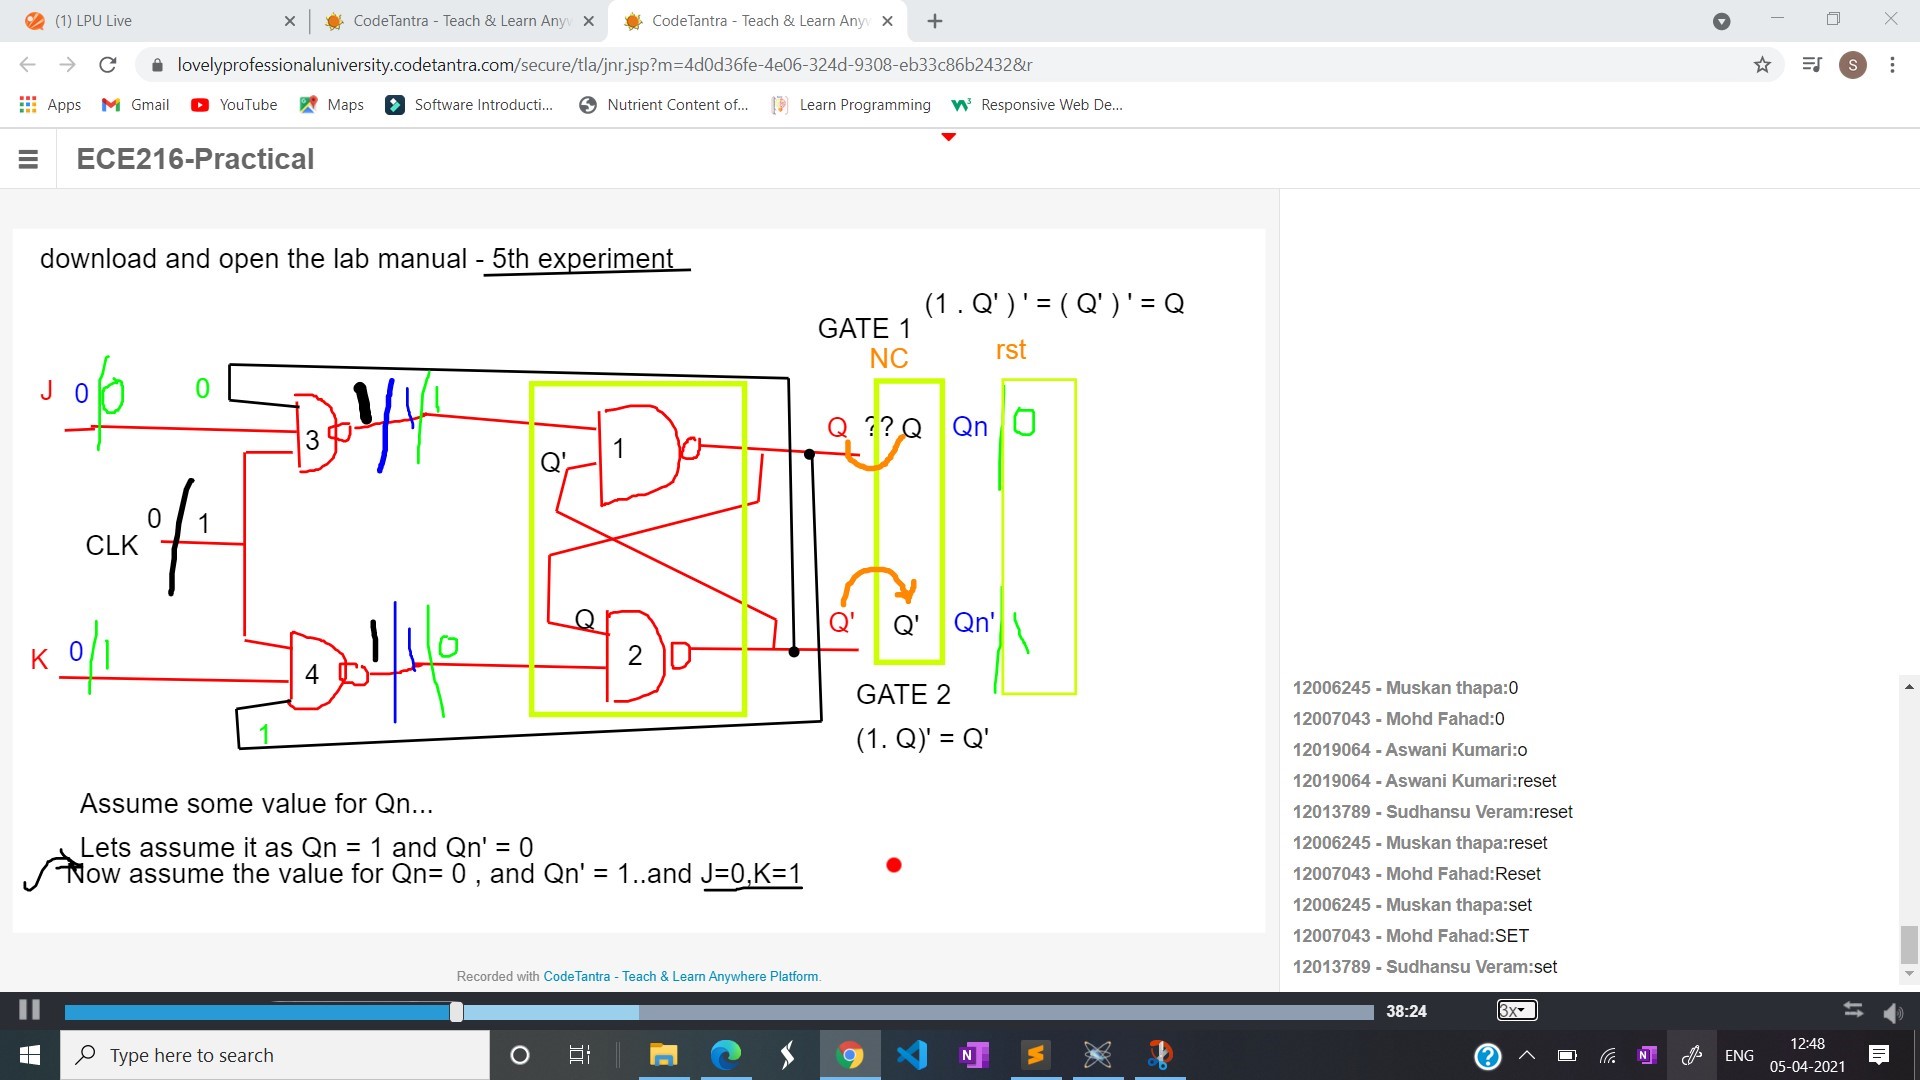 (1) LPU Live
CodeTantra - Teach & Learn Any
CodeTantra - Teach & Learn Any
lovelyprofessionaluniversity.codetantra.com/secure/tla/jnr.jsp?m=4d0d36fe-4e06-324d-9308-eb33c86b2432&r
S
Apps Gmail YouTube Maps Software Introducti... Nutrient Content of... Learn Programming Responsive Web De...
ECE216-Practical
download and open the lab manual - 5th experiment
(1 . Q' ) ' = ( Q' ) ' = Q
GATE 1
NC rst
J 0 0 0 1 1 1
3 1 Q ?? Q Qn 0
Q'
0 1
CLK
Q Q' Q' Qn' 1
K 0 1 1 1 0
4 2
GATE 2
1
(1. Q)' = Q'
Assume some value for Qn...
Lets assume it as Qn = 1 and Qn' = 0
Now assume the value for Qn= 0 , and Qn' = 1..and J=0,K=1
12006245 - Muskan thapa:0
12007043 - Mohd Fahad:0
12019064 - Aswani Kumari:o
12019064 - Aswani Kumari:reset
12013789 - Sudhansu Veram:reset
12006245 - Muskan thapa:reset
12007043 - Mohd Fahad:Reset
12006245 - Muskan thapa:set
12007043 - Mohd Fahad:SET
12013789 - Sudhansu Veram:set
Recorded with CodeTantra - Teach & Learn Anywhere Platform.
38:24
3x
Type here to search
ENG
12:48
05-04-2021